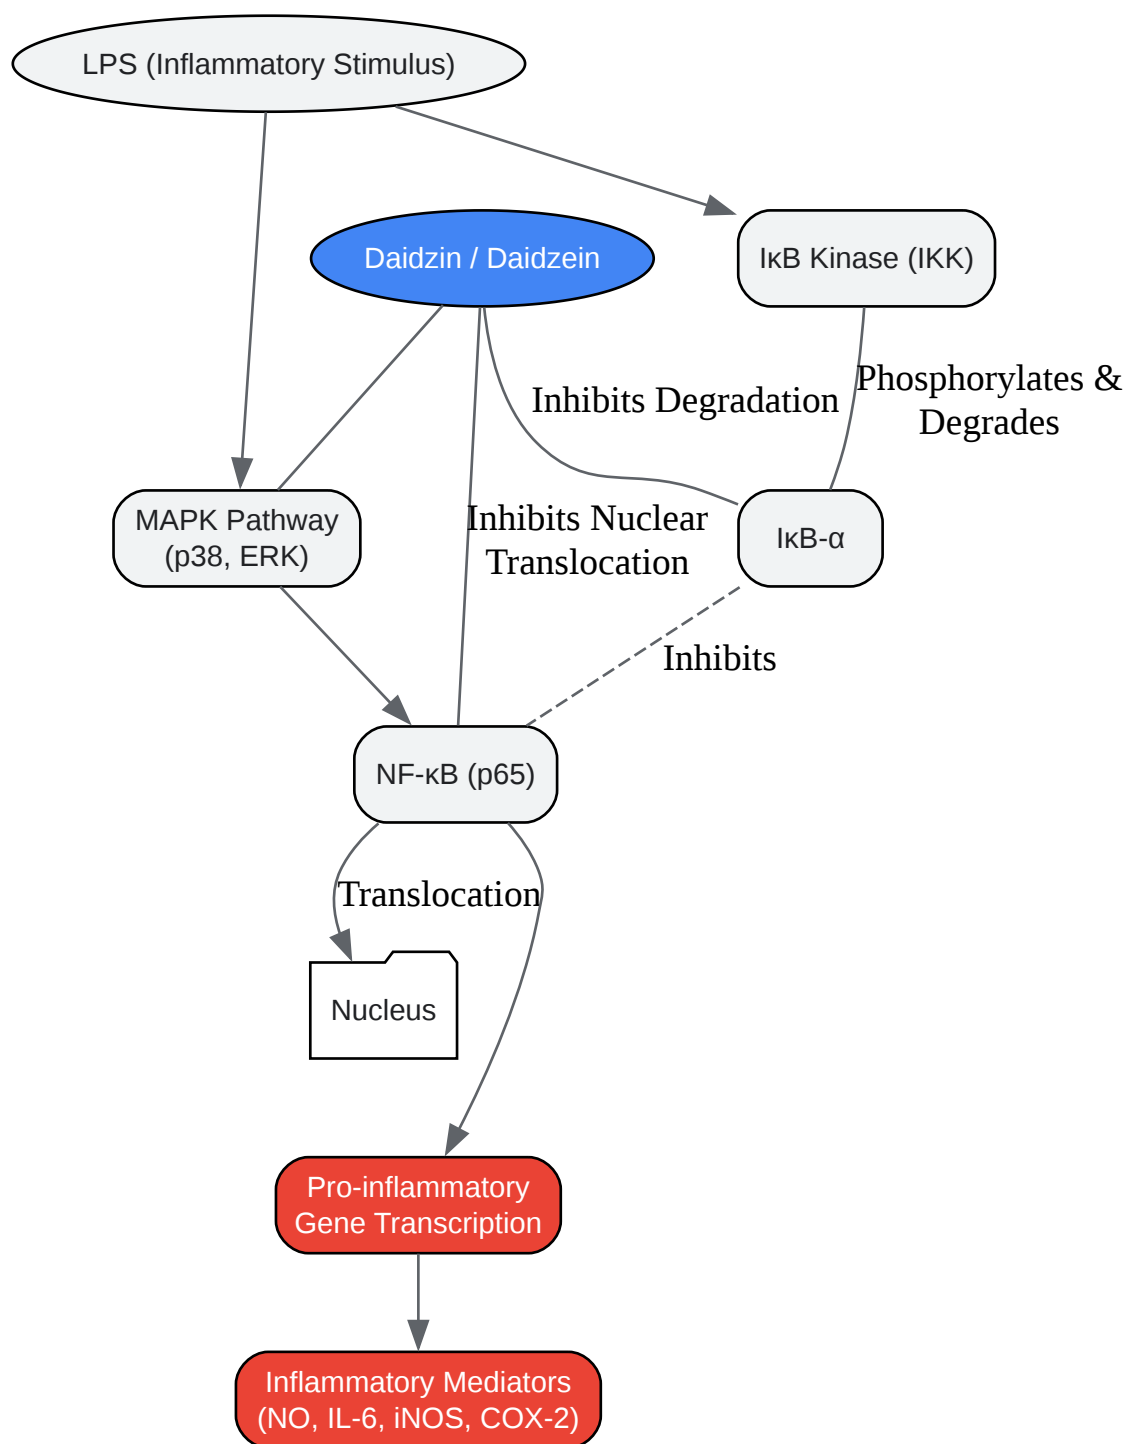 LPS (Inflammatory Stimulus)
Daidzin / Daidzein
IκB Kinase (IKK)
Inhibits Degradation
Phosphorylates &
Degrades
MAPK Pathway
(p38, ERK)
Inhibits Nuclear
Translocation
IκB-α
Inhibits
NF-κB (p65)
Translocation
Nucleus
Pro-inflammatory
Gene Transcription
Inflammatory Mediators
(NO, IL-6, iNOS, COX-2)